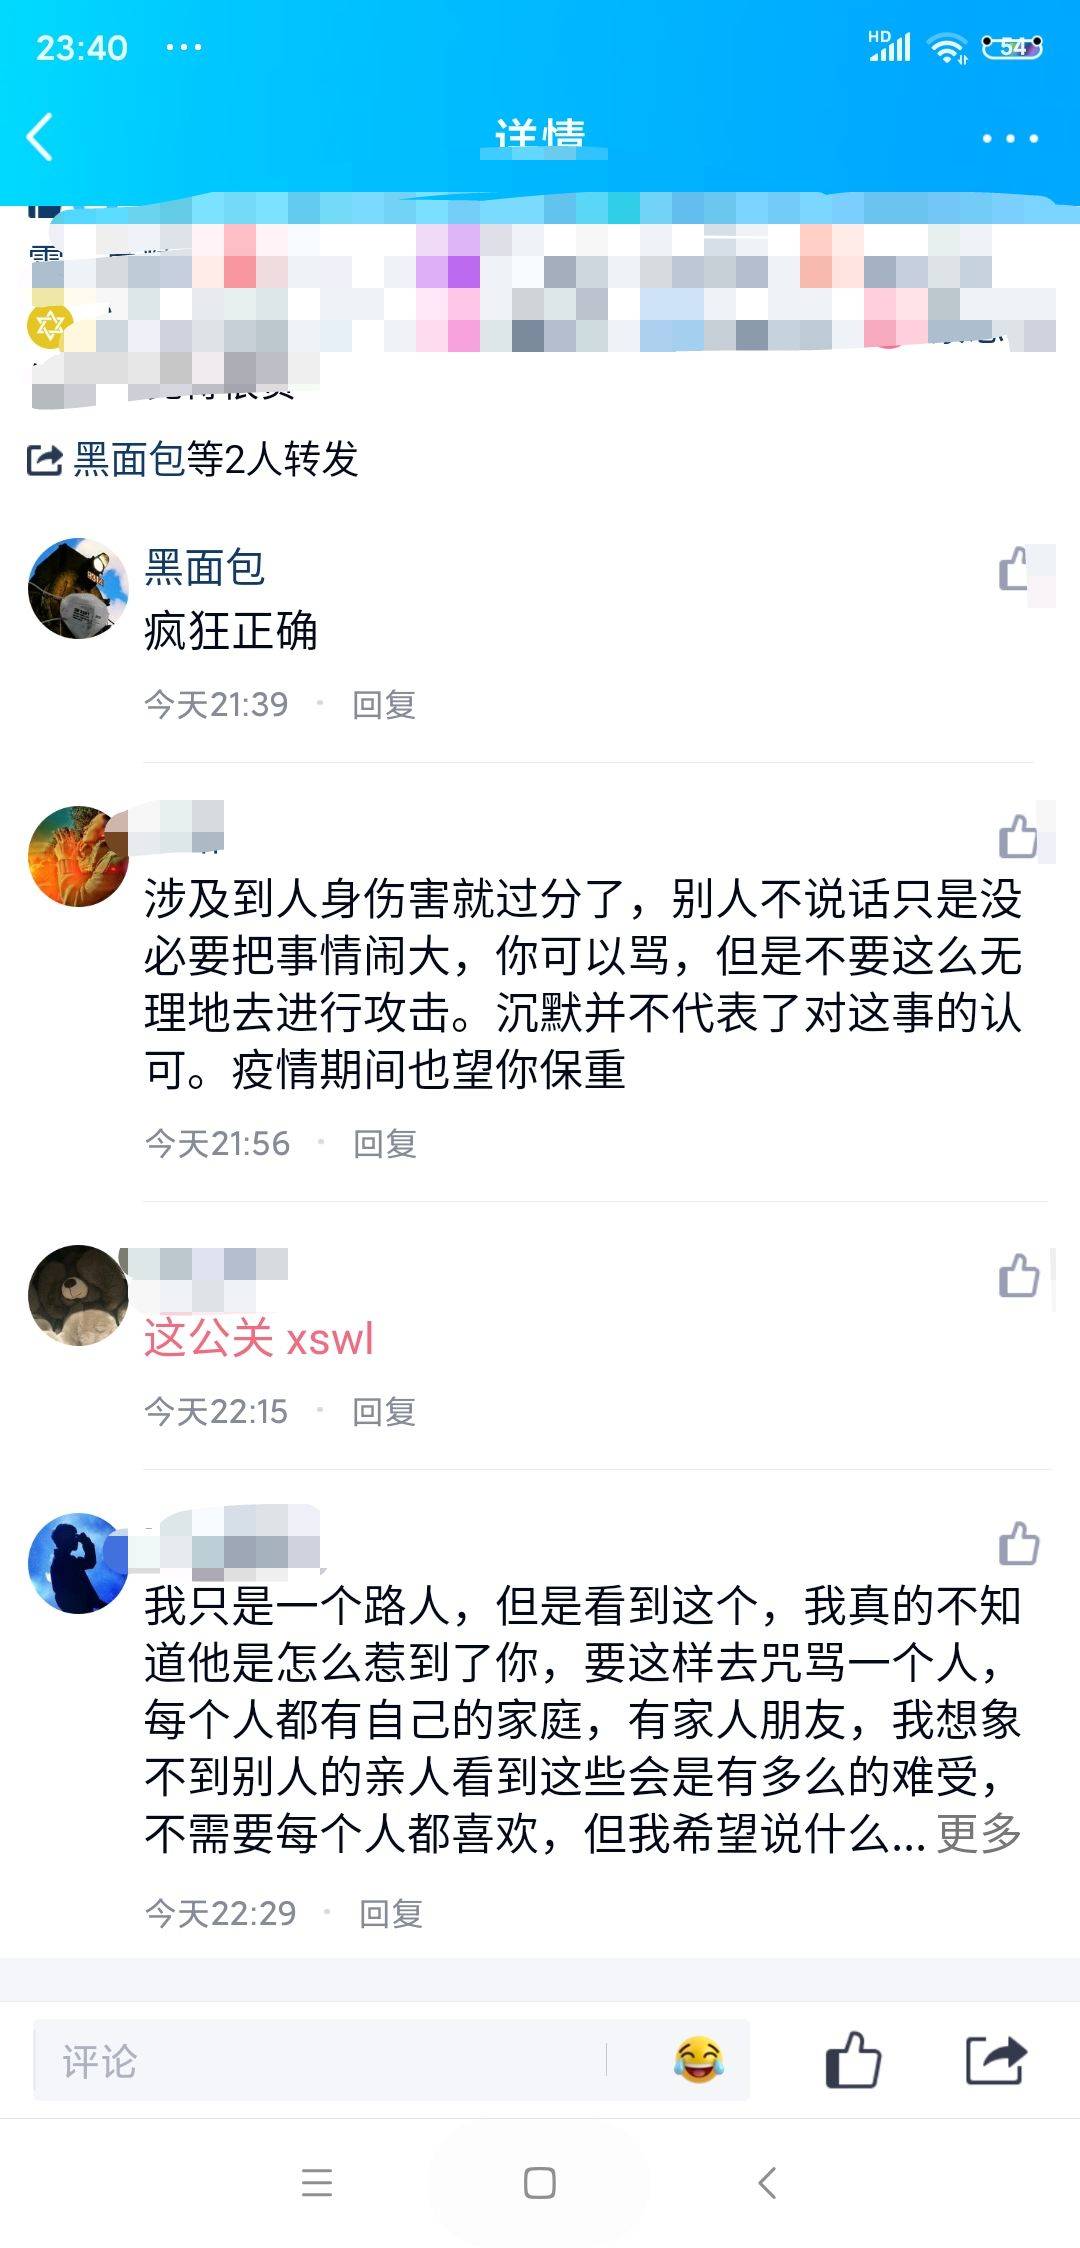 23:40
HD
54
详情
黑面包等2人转发
黑面包
疯狂正确
今天21:39 · 回复
涉及到人身伤害就过分了，别人不说话只是没
必要把事情闹大，你可以骂，但是不要这么无
理地去进行攻击。沉默并不代表了对这事的认
可。疫情期间也望你保重
今天21:56 · 回复
这公关 xswl
今天22:15 · 回复
我只是一个路人，但是看到这个，我真的不知
道他是怎么惹到了你，要这样去咒骂一个人，
每个人都有自己的家庭，有家人朋友，我想象
不到别人的亲人看到这些会是有多么的难受，
不需要每个人都喜欢，但我希望说什么... 更多
今天22:29 · 回复
评论